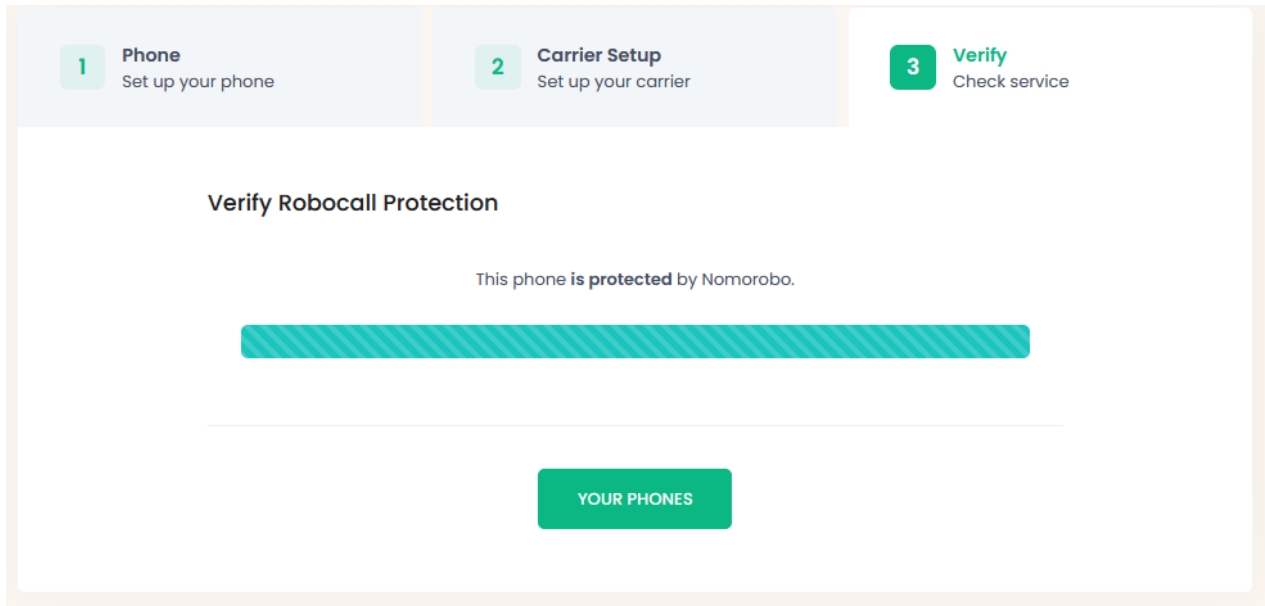 1
Phone
Set up your phone
2
Carrier Setup
Set up your carrier
3
Verify
Check service
Verify Robocall Protection
This phone is protected by Nomorobo.
YOUR PHONES